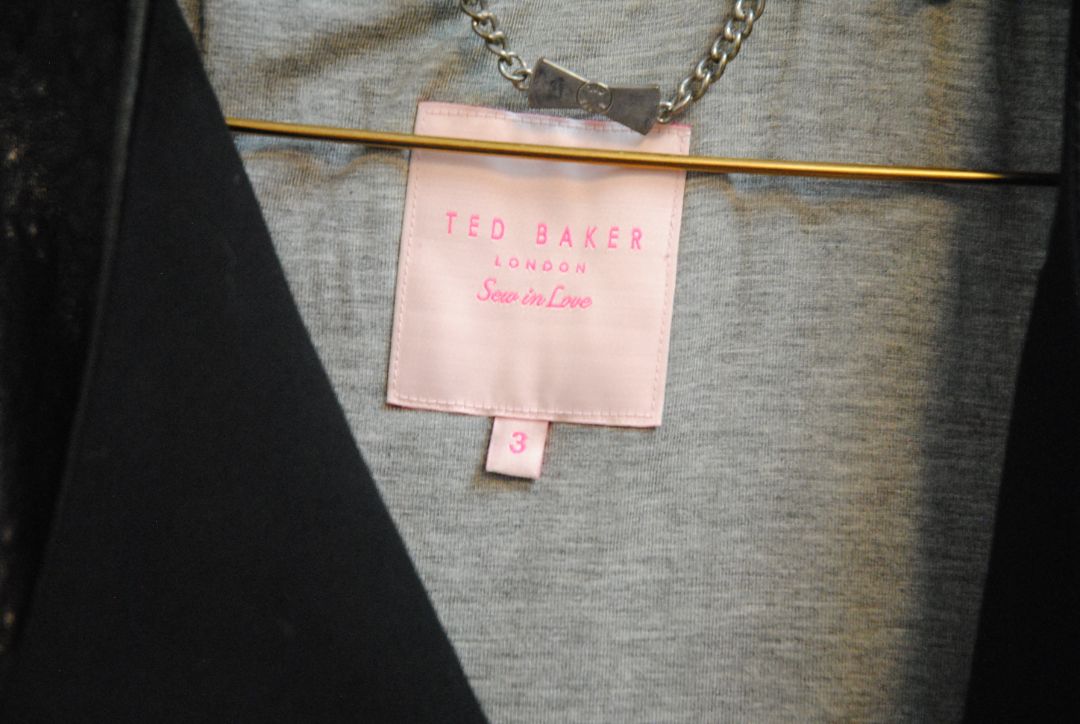 TED BAKER
LONDON
Sew in Love
3